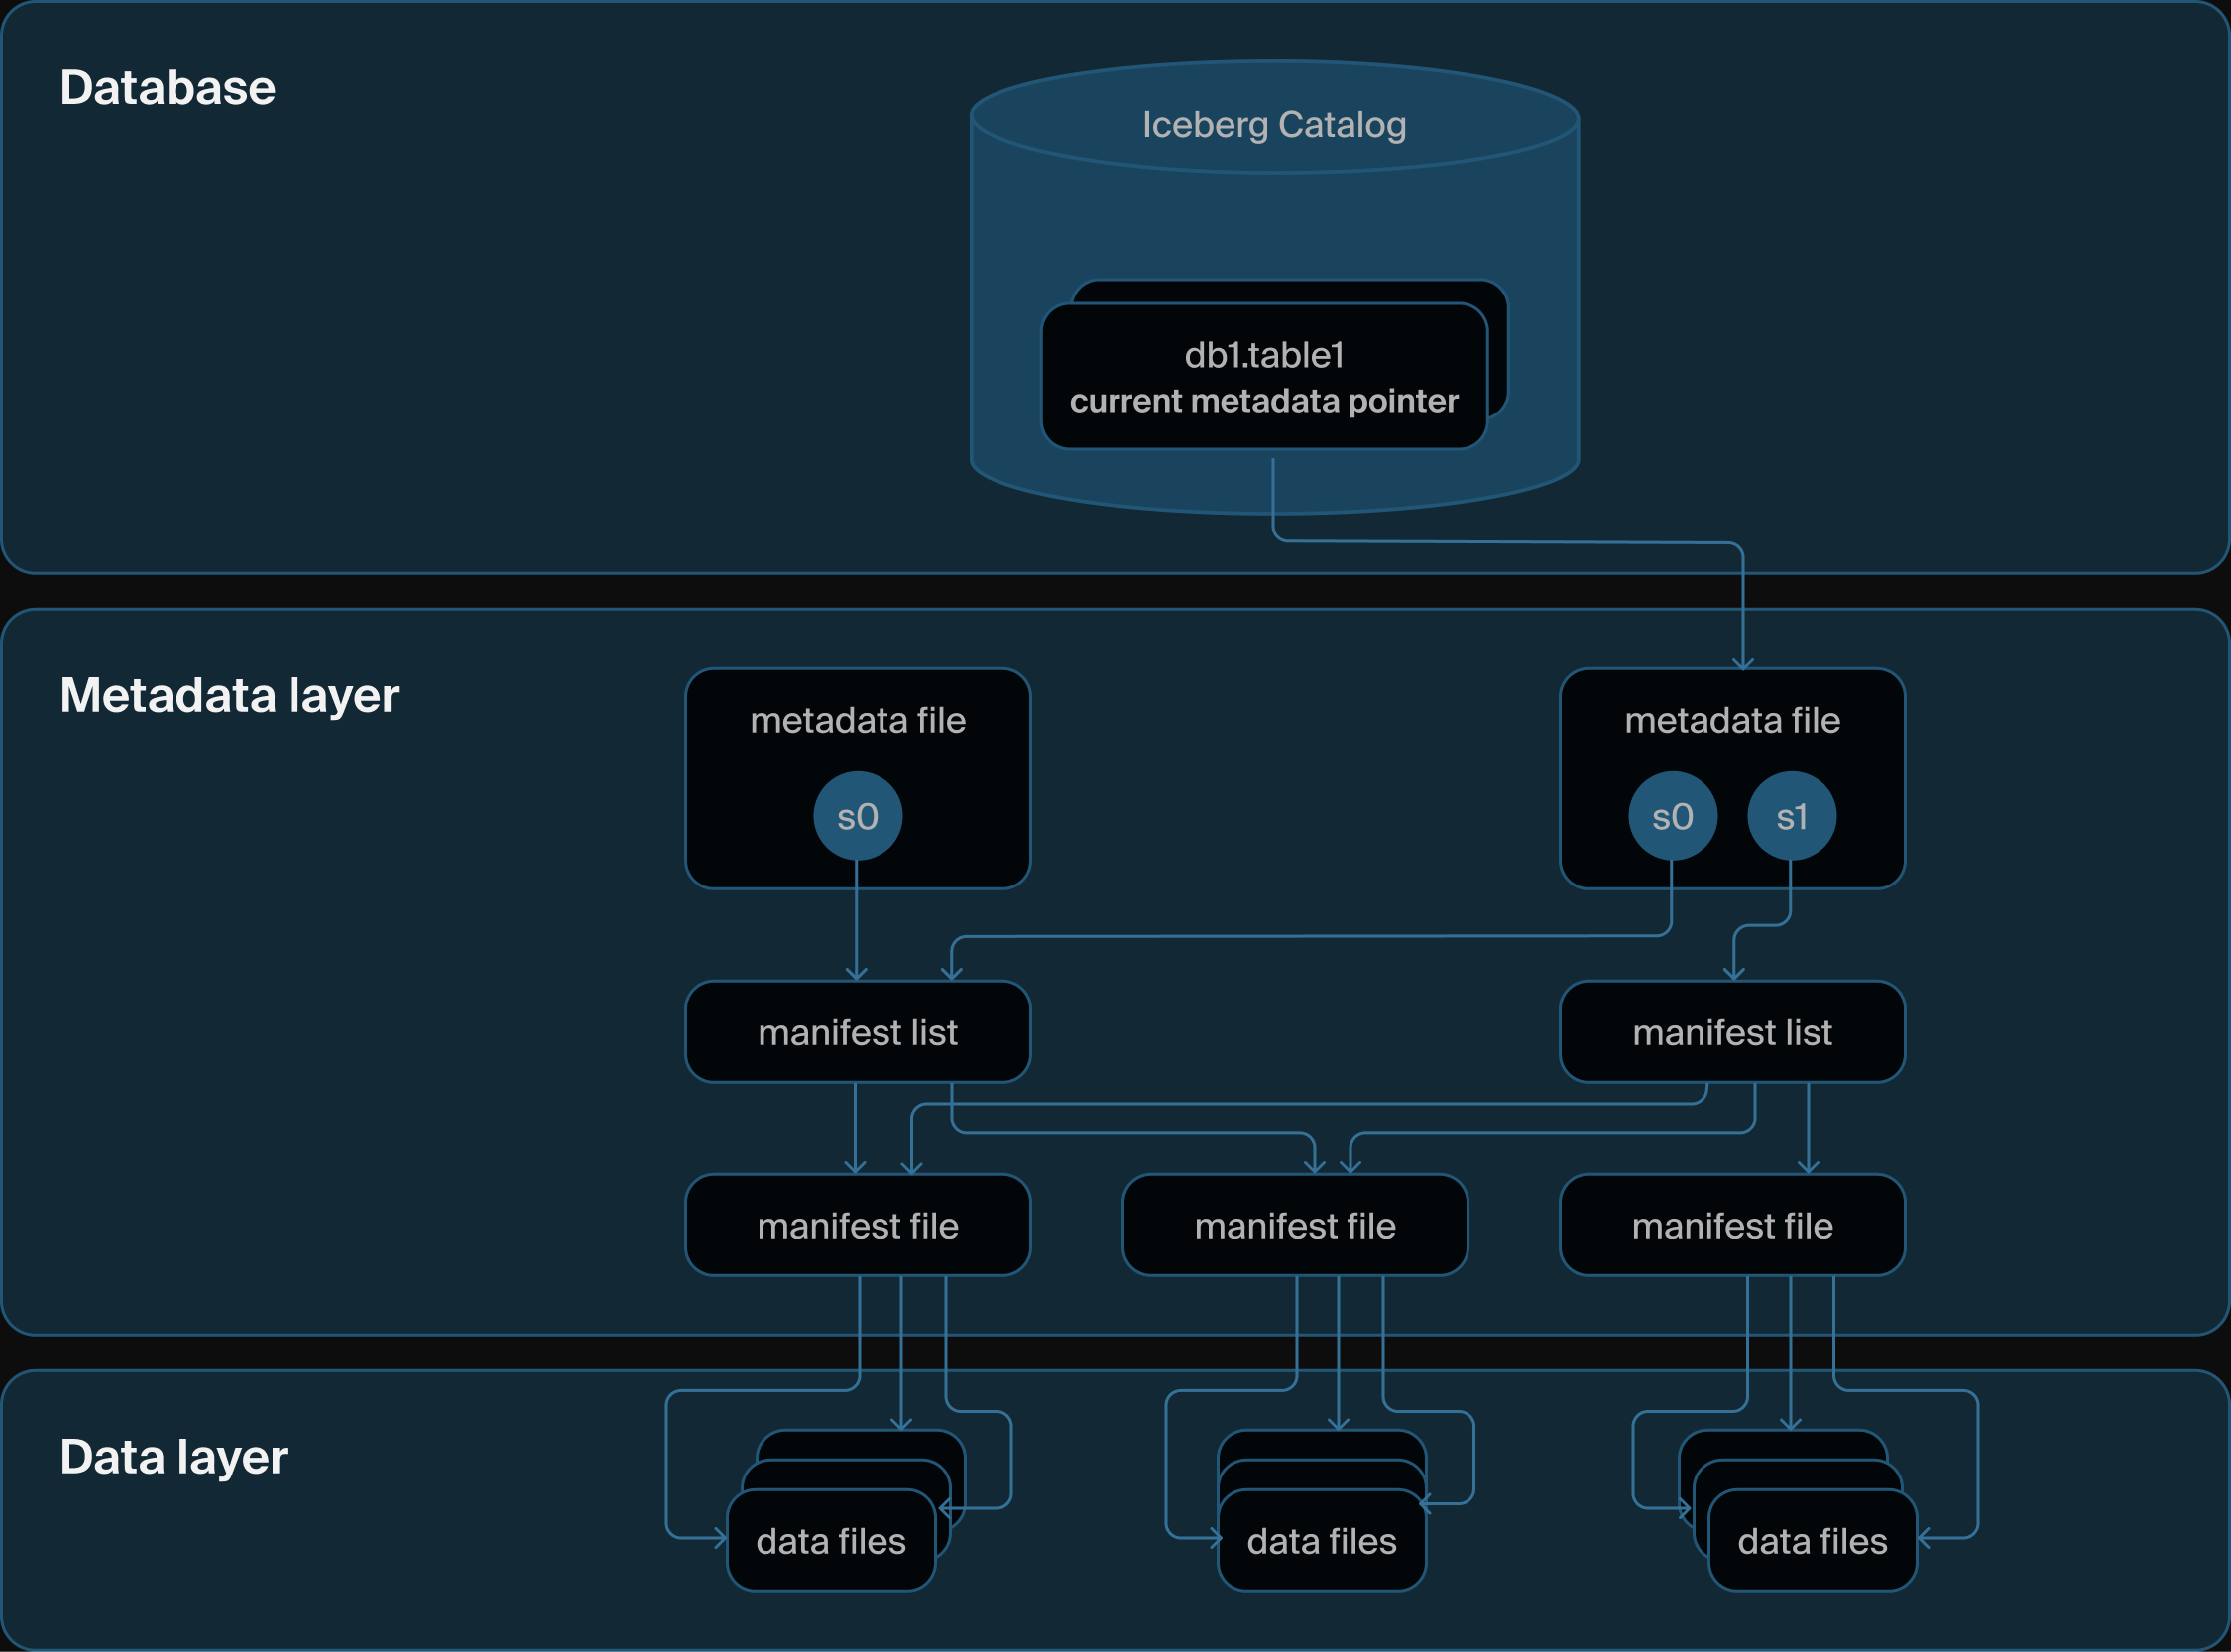 Database
Iceberg Catalog
db1.table1
current metadata pointer
Metadata layer
metadata file
s0
metadata file
s0
s1
manifest list
manifest list
manifest file
manifest file
manifest file
Data layer
data files
data files
data files